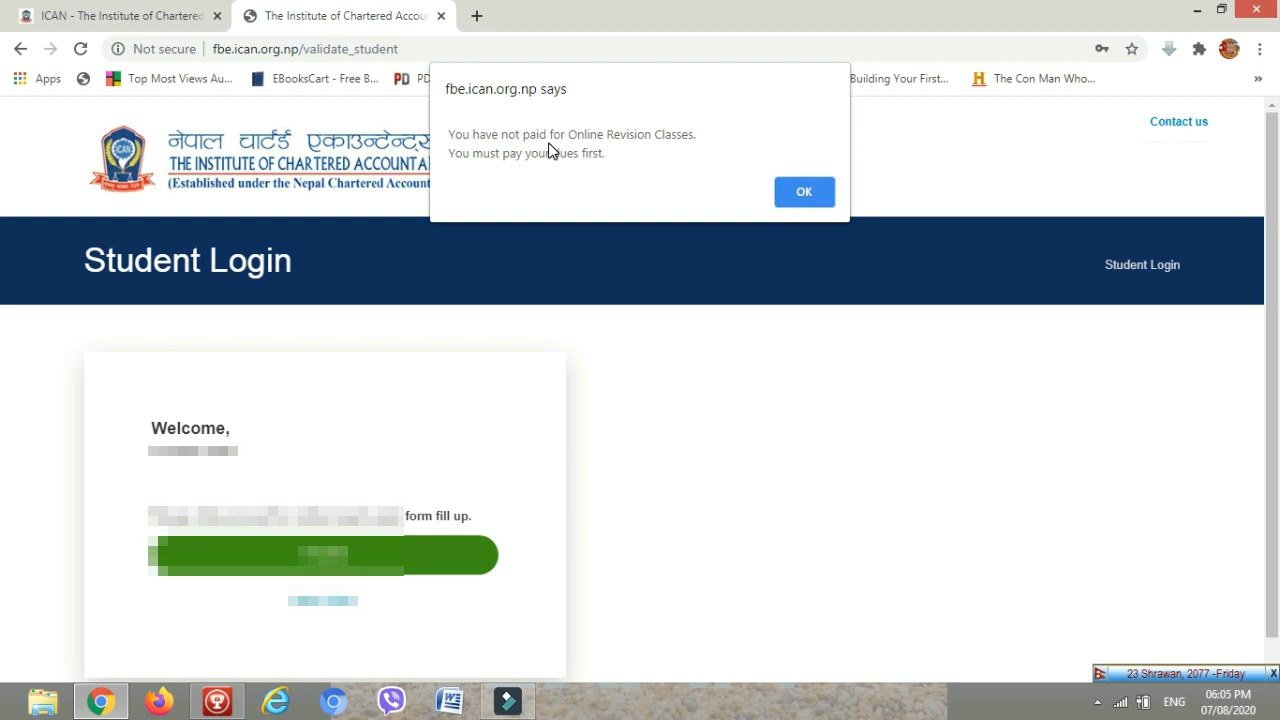 ICAN - The Institute of Chartered
The Institute of Chartered Accou
Not secure
fbe.ican.org.np/validate_student
Apps
Top Most Views Au...
EBooksCart - Free B...
PD
Building Your First...
H
The Con Man Who...
»
fbe.ican.org.np says
You have not paid for Online Revision Classes.
You must pay your dues first.
OK
नेपाल चार्टर्ड एकाउन्टेन्ट्स
THE INSTITUTE OF CHARTERED ACCOUNTA
(Established under the Nepal Chartered Accoun
ICAN
Contact us
Student Login
Student Login
Welcome,
form fill up.
23 Shrawan, 2077 -Friday
X
ENG
06:05 PM
07/08/2020